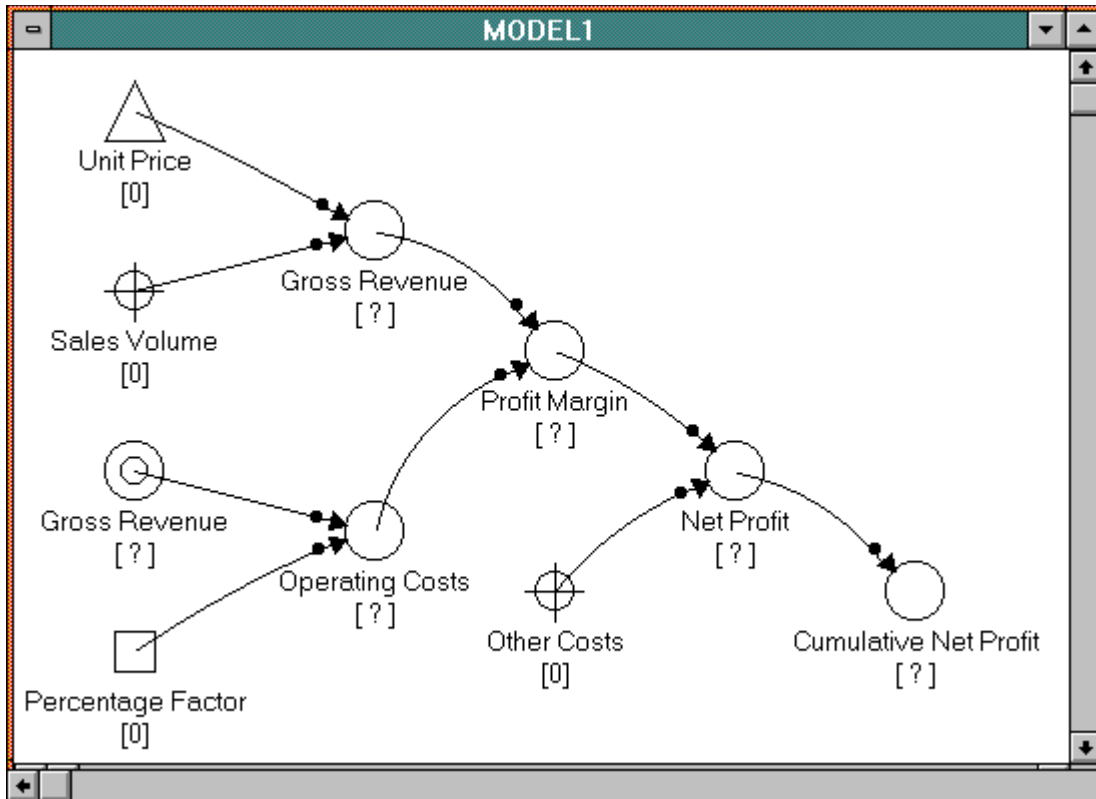 MODEL1
Unit Price
[0]
Gross Revenue
[ ? ]
Sales Volume
[0]
Profit Margin
[ ? ]
Gross Revenue
[ ? ]
Net Profit
[ ? ]
Operating Costs
[ ? ]
Other Costs
[0]
Cumulative Net Profit
[ ? ]
Percentage Factor
[0]